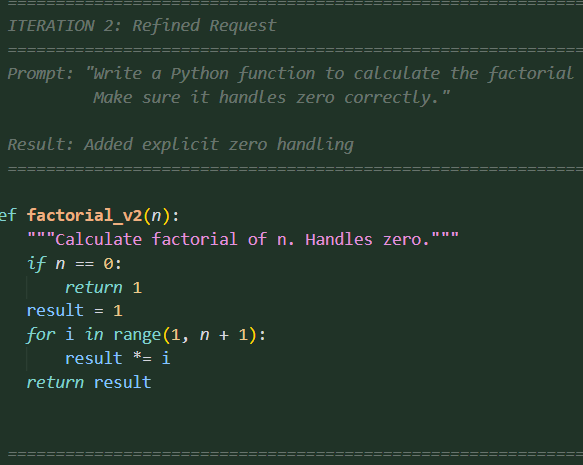 ============================================================
ITERATION 2: Refined Request
============================================================
Prompt: "Write a Python function to calculate the factorial
Make sure it handles zero correctly."
Result: Added explicit zero handling
============================================================
ef factorial_v2(n):
"""Calculate factorial of n. Handles zero."""
if n == 0:
return 1
result = 1
for i in range(1, n + 1):
result *= i
return result
============================================================